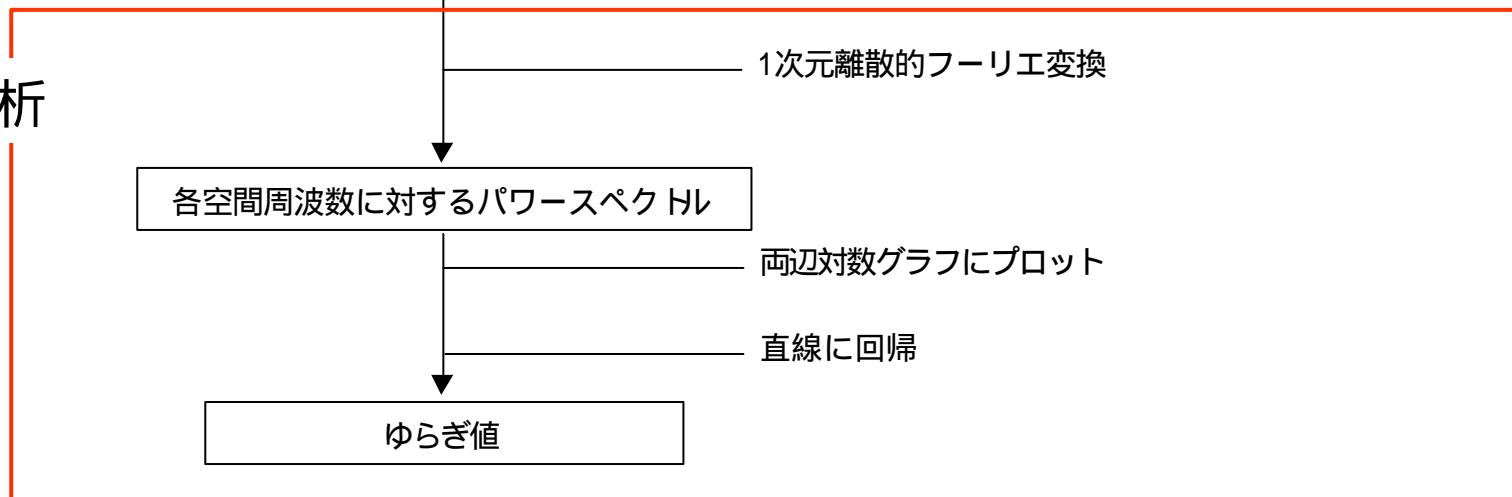 1次元離散的フーリエ変換
析
各空間周波数に対するパワースペクトル
両辺対数グラフにプロット
直線に回帰
ゆらぎ値